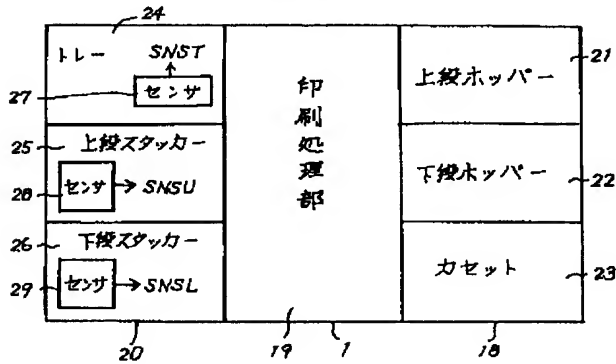 24
トレー
SNST
センサ
27
25
上段スタッカー
センサ
SNSU
28
26
下段スタッカー
センサ
SNSL
29
20
印刷処理部
19
1
上段ホッパー
21
下段ホッパー
22
カセット
23
18